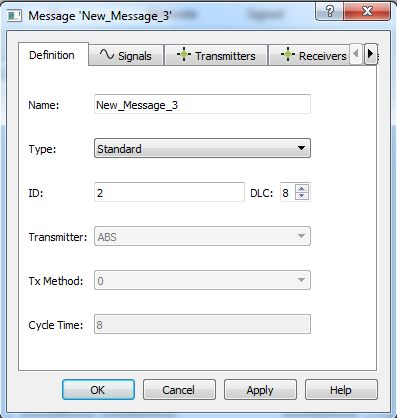 Message 'New_Message_3'
Definition Signals Transmitters Receivers
Name: New_Message_3
Type: Standard
ID: 2 DLC: 8
Transmitter: ABS
Tx Method: 0
Cycle Time: 8
OK Cancel Apply Help